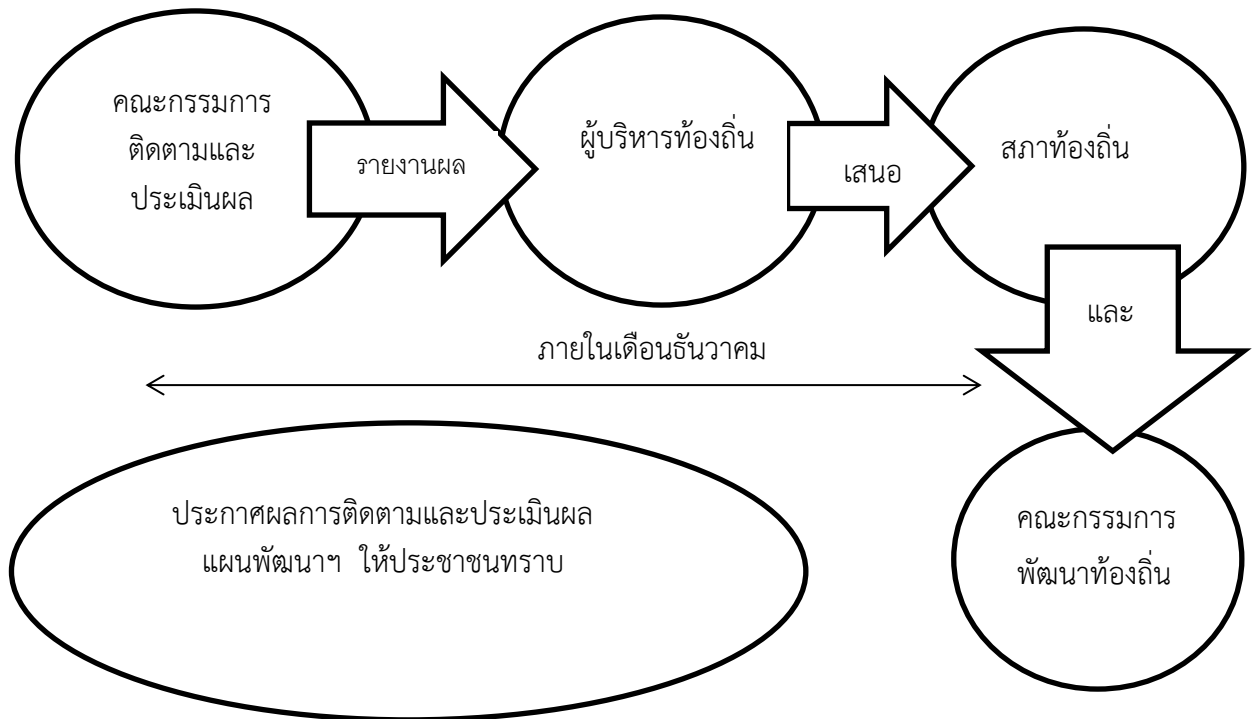 คณะกรรมการ
ติดตามและ
ประเมินผล
รายงานผล
ผู้บริหารท้องถิ่น
เสนอ
สภาท้องถิ่น
และ
ภายในเดือนธันวาคม
ประกาศผลการติดตามและประเมินผล
แผนพัฒนาฯ ให้ประชาชนทราบ
คณะกรรมการ
พัฒนาท้องถิ่น